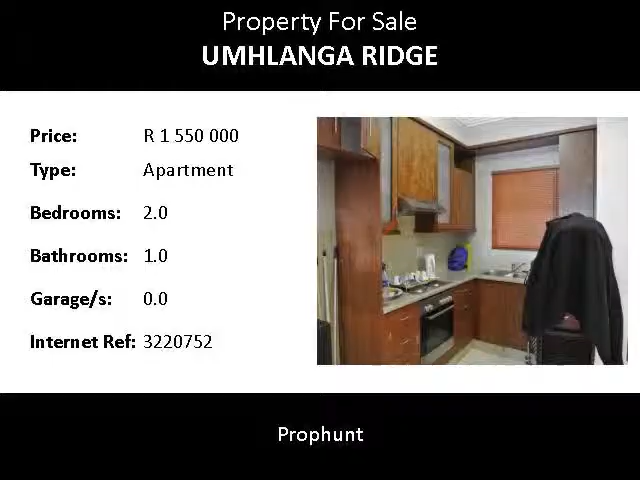 Property For Sale
UMHLANGA RIDGE
Price: R 1 550 000
Type: Apartment
Bedrooms: 2.0
Bathrooms: 1.0
Garage/s: 0.0
Internet Ref: 3220752
Prophunt